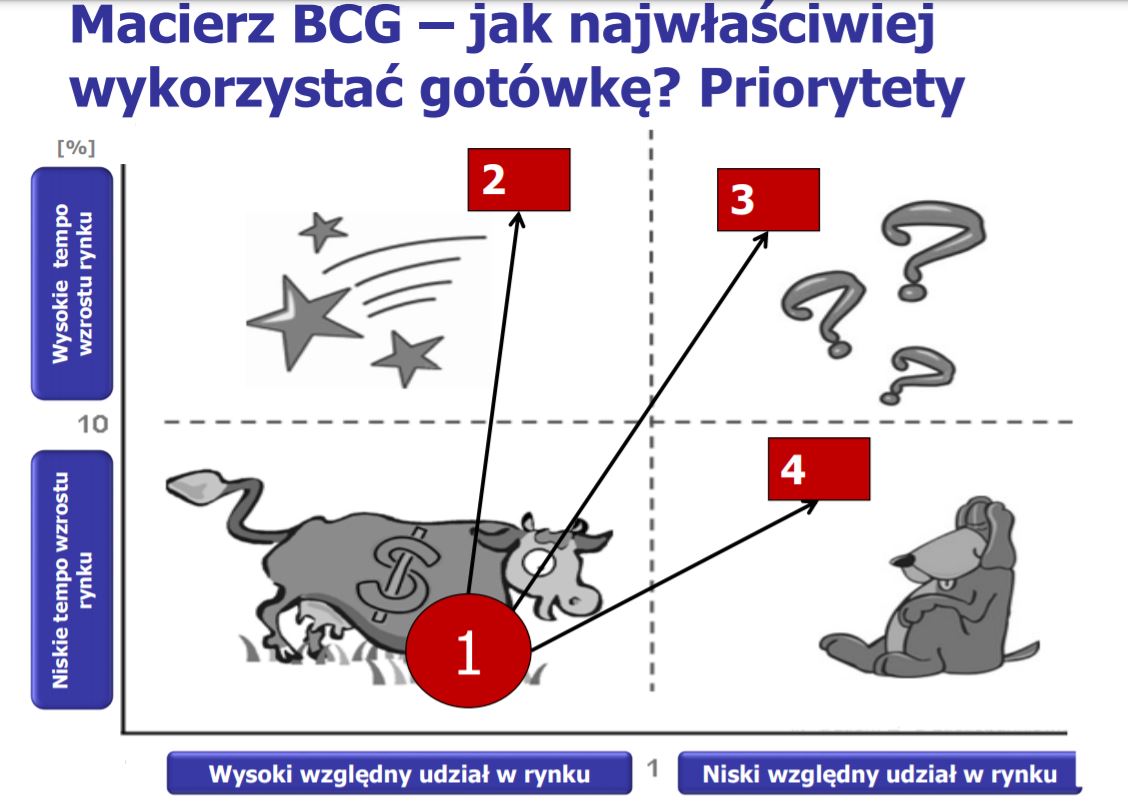 Macierz BCG – jak najwłaściwiej
wykorzystać gotówkę? Priorytety
[%]
Wysokie tempo
wzrostu rynku
2
3
10
Niskie tempo wzrostu
rynku
4
$
1
Wysoki względny udział w rynku
1
Niski względny udział w rynku